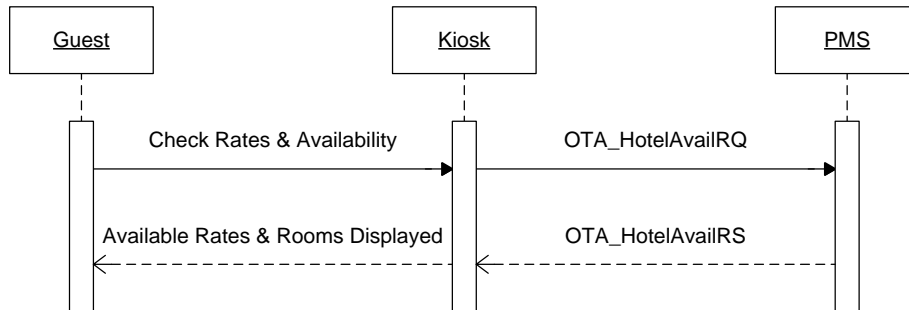 Guest
Kiosk
PMS
Check Rates & Availability
OTA_HotelAvailRQ
Available Rates & Rooms Displayed
OTA_HotelAvailRS